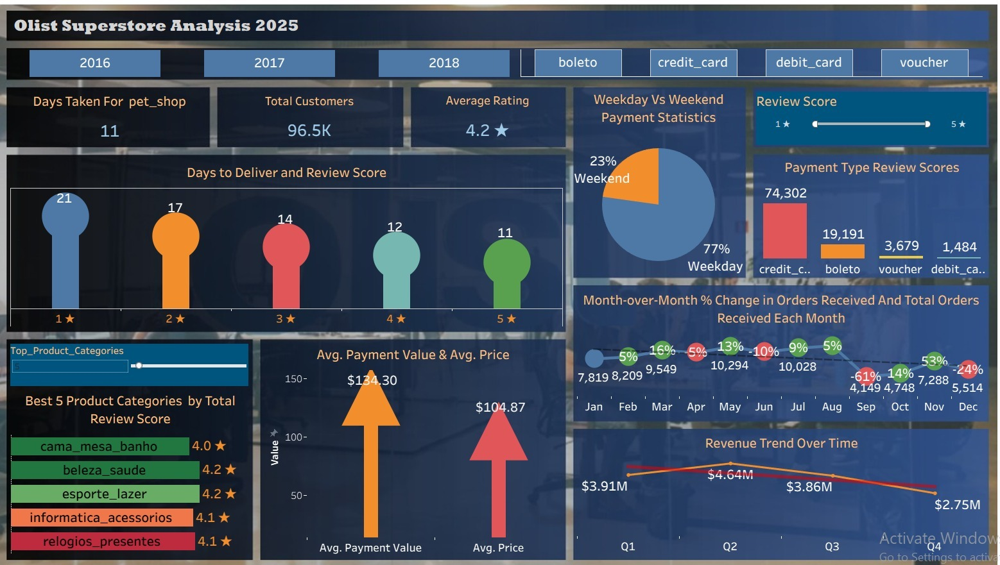 Olist Superstore Analysis 2025
2016
2017
2018
boleto
credit_card
debit_card
voucher
Days Taken For pet_shop
11
Total Customers
96.5K
Average Rating
4.2 ★
Weekday Vs Weekend
Payment Statistics
23%
Weekend
77%
Weekday
Review Score
1 ★
5 ★
Payment Type Review Scores
74,302
19,191
3,679
1,484
credit_c..
boleto
voucher
debit_ca..
Days to Deliver and Review Score
21
17
14
12
11
1 ★
2 ★
3 ★
4 ★
5 ★
Month-over-Month % Change in Orders Received And Total Orders
Received Each Month
5%
16%
-5%
13%
-10%
9%
5%
-61%
14%
53%
-24%
7,819
8,209
9,549
10,294
10,028
4,149
4,748
7,288
5,514
Jan
Feb
Mar
Apr
May
Jun
Jul
Aug
Sep
Oct
Nov
Dec
Top_Product_Categories
5
Best 5 Product Categories by Total
Review Score
cama_mesa_banho
4.0 ★
beleza_saude
4.2 ★
esporte_lazer
4.2 ★
informatica_acessorios
4.1 ★
relogios_presentes
4.1 ★
Avg. Payment Value & Avg. Price
Value
150
100
50
$134.30
$104.87
Avg. Payment Value
Avg. Price
Revenue Trend Over Time
$3.91M
$4.64M
$3.86M
$2.75M
Q1
Q2
Q3
Q4
Activate Window
Go to Settings to activa